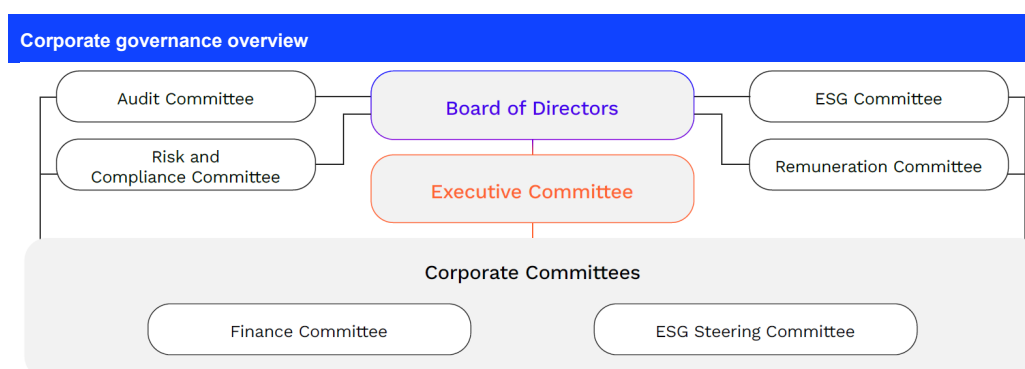 Corporate governance overview
Audit Committee
Board of Directors
ESG Committee
Risk and
Compliance Committee
Executive Committee
Remuneration Committee
Corporate Committees
Finance Committee
ESG Steering Committee